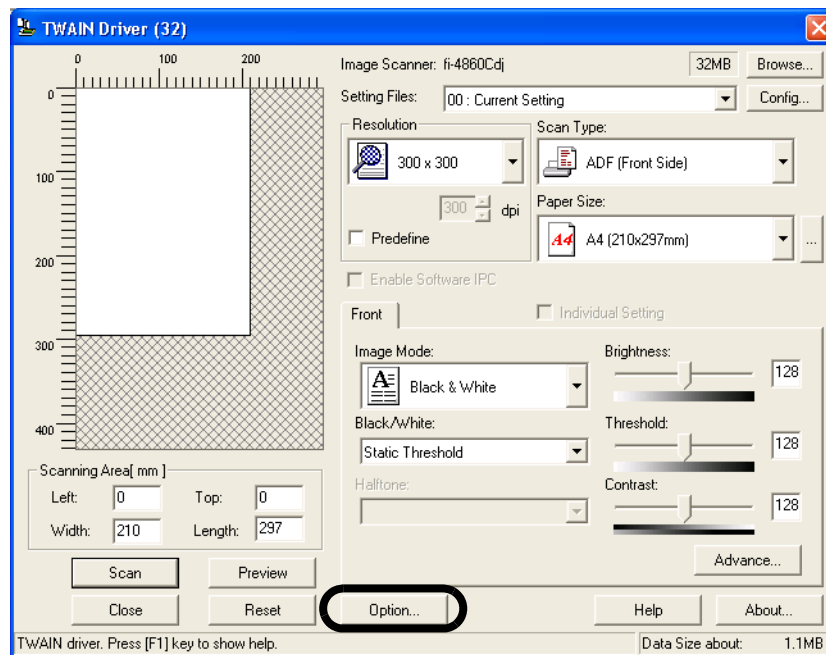 TWAIN Driver (32)
0 100 200
0
100
200
300
400
Image Scanner: fi-4860Cdj 32MB Browse...
Setting Files: 00 : Current Setting Config...
Resolution
300 x 300
300 dpi
Predefine
Scan Type:
ADF (Front Side)
Paper Size:
A4 A4 (210x297mm) ...
Enable Software IPC
Front Individual Setting
Image Mode:
A Black & White
Black/White:
Static Threshold
Halftone:
Brightness:
128
Threshold:
128
Contrast:
128
Advance...
Scanning Area[ mm ]
Left: 0 Top: 0
Width: 210 Length: 297
Scan Preview
Close Reset Option... Help About...
TWAIN driver. Press [F1] key to show help. Data Size about: 1.1MB